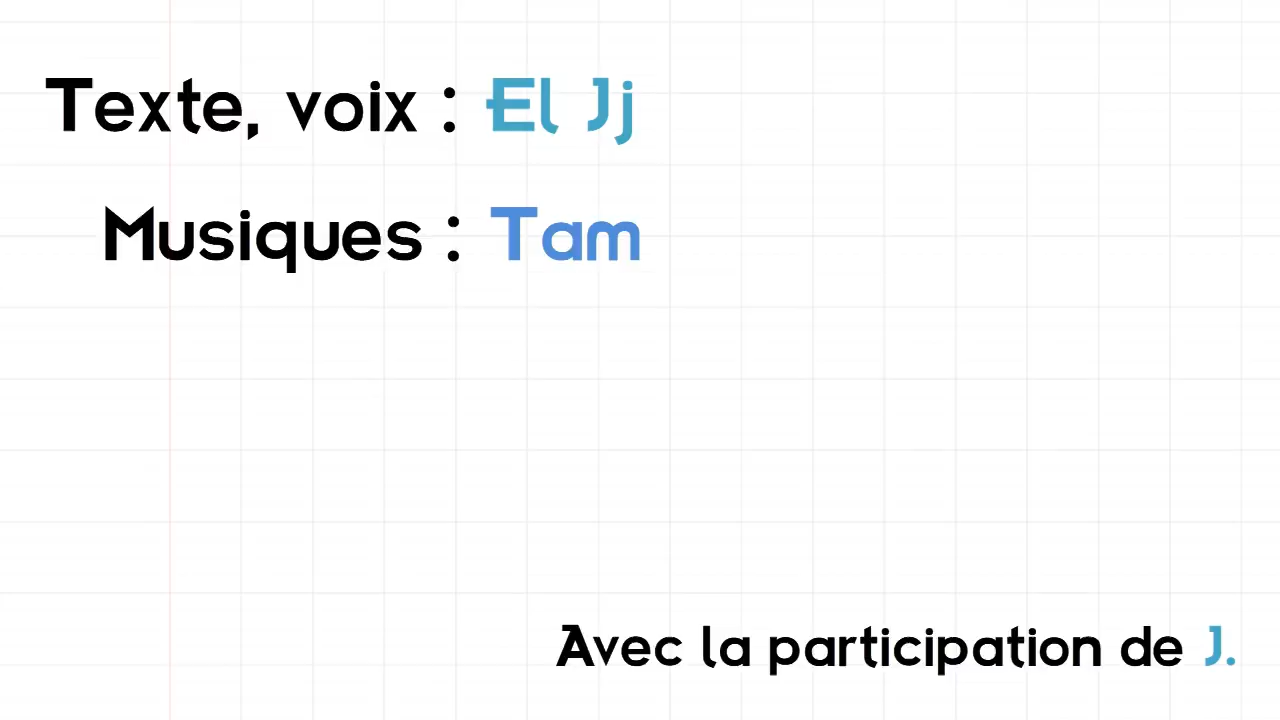 Texte, voix : El Jj
Musiques : Tam
Avec la participation de J.